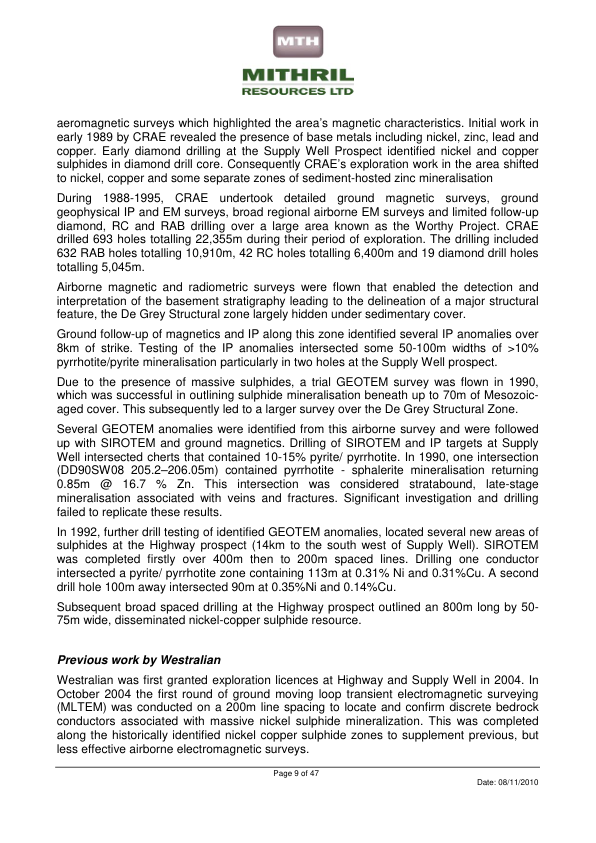 MTH
MITHRIL
RESOURCES LTD
aeromagnetic surveys which highlighted the area's magnetic characteristics. Initial work in
early 1989 by CRAE revealed the presence of base metals including nickel, zinc, lead and
copper. Early diamond drilling at the Supply Well Prospect identified nickel and copper
sulphides in diamond drill core. Consequently CRAE's exploration work in the area shifted
to nickel, copper and some separate zones of sediment-hosted zinc mineralisation
During 1988-1995, CRAE undertook detailed ground magnetic surveys, ground
geophysical IP and EM surveys, broad regional airborne EM surveys and limited follow-up
diamond, RC and RAB drilling over a large area known as the Worthy Project. CRAE
drilled 693 holes totalling 22,355m during their period of exploration. The drilling included
632 RAB holes totalling 10,910m, 42 RC holes totalling 6,400m and 19 diamond drill holes
totalling 5,045m.
Airborne magnetic and radiometric surveys were flown that enabled the detection and
interpretation of the basement stratigraphy leading to the delineation of a major structural
feature, the De Grey Structural zone largely hidden under sedimentary cover.
Ground follow-up of magnetics and IP along this zone identified several IP anomalies over
8km of strike. Testing of the IP anomalies intersected some 50-100m widths of >10%
pyrrhotite/pyrite mineralisation particularly in two holes at the Supply Well prospect.
Due to the presence of massive sulphides, a trial GEOTEM survey was flown in 1990,
which was successful in outlining sulphide mineralisation beneath up to 70m of Mesozoic-
aged cover. This subsequently led to a larger survey over the De Grey Structural Zone.
Several GEOTEM anomalies were identified from this airborne survey and were followed
up with SIROTEM and ground magnetics. Drilling of SIROTEM and IP targets at Supply
Well intersected cherts that contained 10-15% pyrite/ pyrrhotite. In 1990, one intersection
(DD90SW08 205.2–206.05m) contained pyrrhotite - sphalerite mineralisation returning
0.85m @ 16.7 % Zn. This intersection was considered stratabound, late-stage
mineralisation associated with veins and fractures. Significant investigation and drilling
failed to replicate these results.
In 1992, further drill testing of identified GEOTEM anomalies, located several new areas of
sulphides at the Highway prospect (14km to the south west of Supply Well). SIROTEM
was completed firstly over 400m then to 200m spaced lines. Drilling one conductor
intersected a pyrite/ pyrrhotite zone containing 113m at 0.31% Ni and 0.31%Cu. A second
drill hole 100m away intersected 90m at 0.35%Ni and 0.14%Cu.
Subsequent broad spaced drilling at the Highway prospect outlined an 800m long by 50-
75m wide, disseminated nickel-copper sulphide resource.
Previous work by Westralian
Westralian was first granted exploration licences at Highway and Supply Well in 2004. In
October 2004 the first round of ground moving loop transient electromagnetic surveying
(MLTEM) was conducted on a 200m line spacing to locate and confirm discrete bedrock
conductors associated with massive nickel sulphide mineralization. This was completed
along the historically identified nickel copper sulphide zones to supplement previous, but
less effective airborne electromagnetic surveys.
Page 9 of 47
Date: 08/11/2010